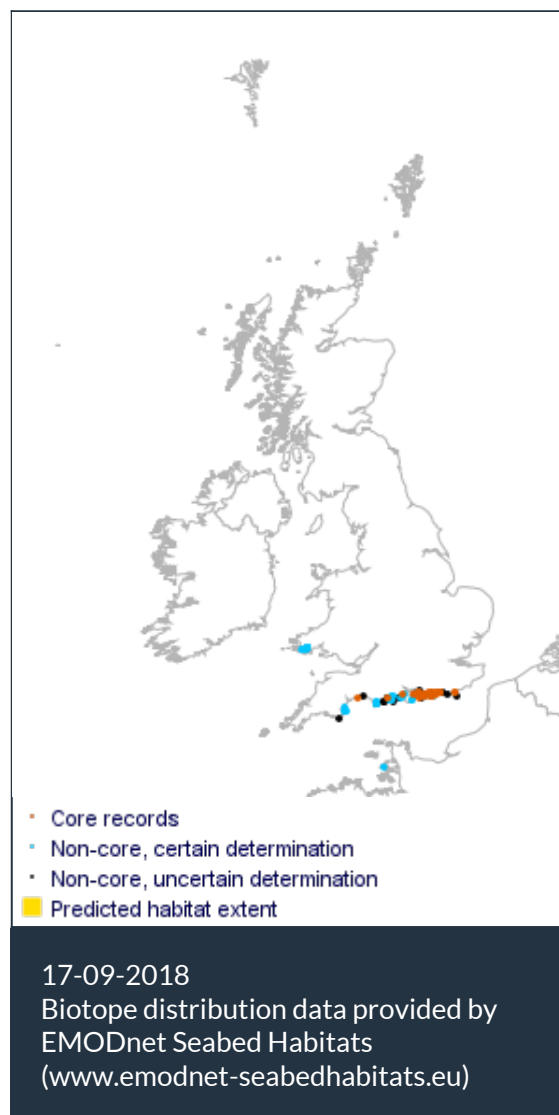 Core records
Non-core, certain determination
Non-core, uncertain determination
Predicted habitat extent
17-09-2018
Biotope distribution data provided by
EMODnet Seabed Habitats
(www.emodnet-seabedhabitats.eu)